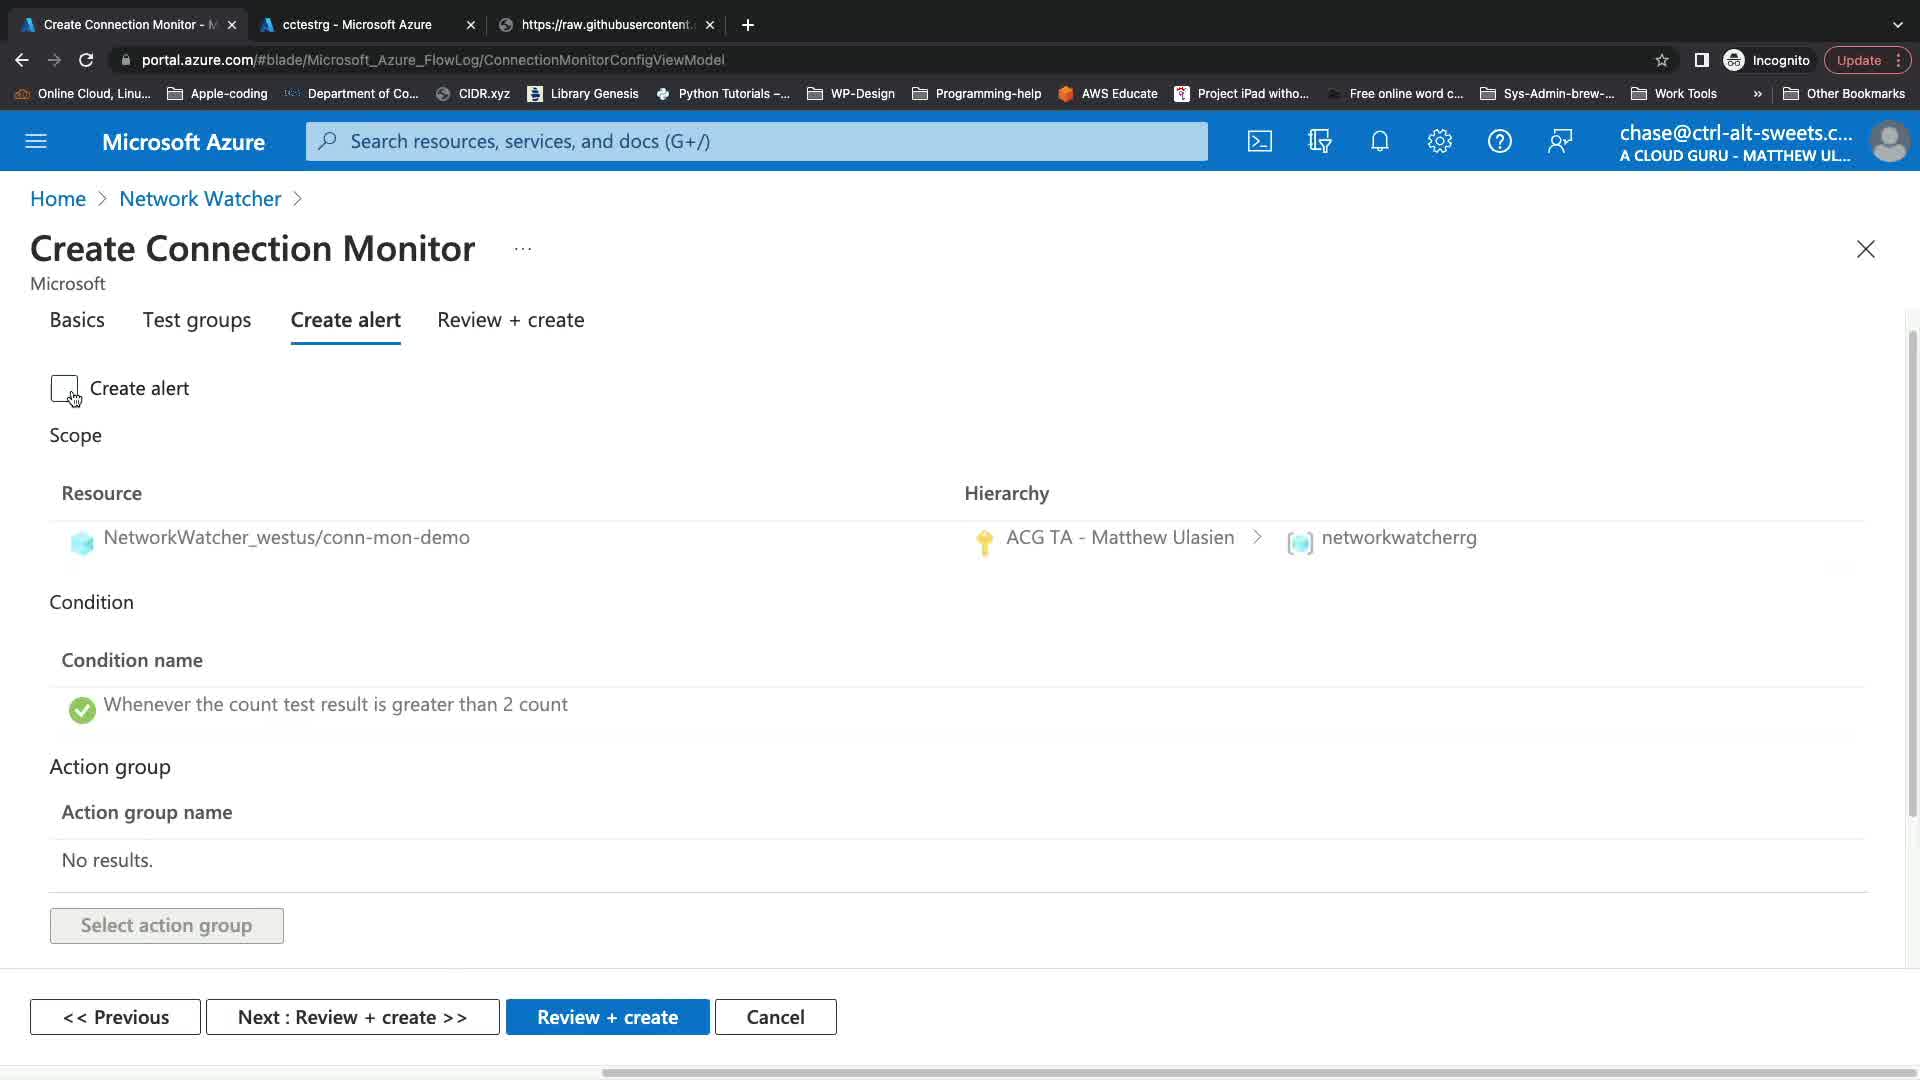 Create Connection Monitor - M
cctestrg - Microsoft Azure
https://raw.githubusercontent.
portal.azure.com/#blade/Microsoft_Azure_FlowLog/ConnectionMonitorConfigViewModel
Incognito
Update
Online Cloud, Linu...
Apple-coding
Department of Co...
CIDR.xyz
Library Genesis
Python Tutorials –...
WP-Design
Programming-help
AWS Educate
Project iPad witho...
Free online word c...
Sys-Admin-brew-...
Work Tools
»
Other Bookmarks
Microsoft Azure
Search resources, services, and docs (G+/)
chase@ctrl-alt-sweets.c...
A CLOUD GURU - MATTHEW UL...
Home > Network Watcher >
Create Connection Monitor ...
Microsoft
Basics
Test groups
Create alert
Review + create
Create alert
Scope
Resource
Hierarchy
NetworkWatcher_westus/conn-mon-demo
ACG TA - Matthew Ulasien > networkwatcherrg
Condition
Condition name
Whenever the count test result is greater than 2 count
Action group
Action group name
No results.
Select action group
<< Previous
Next : Review + create >>
Review + create
Cancel